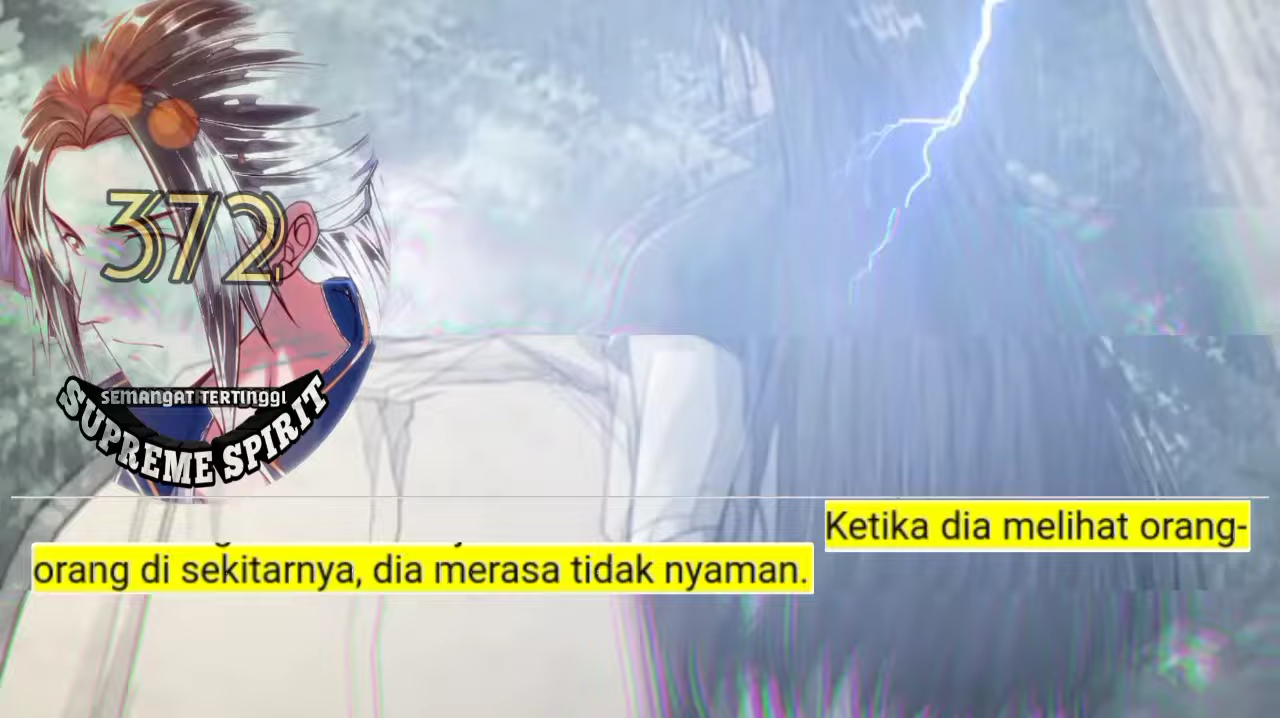 372
SEMANGAT TERTINGGI
SUPREME SPIRIT
Ketika dia melihat orang-
orang di sekitarnya, dia merasa tidak nyaman.